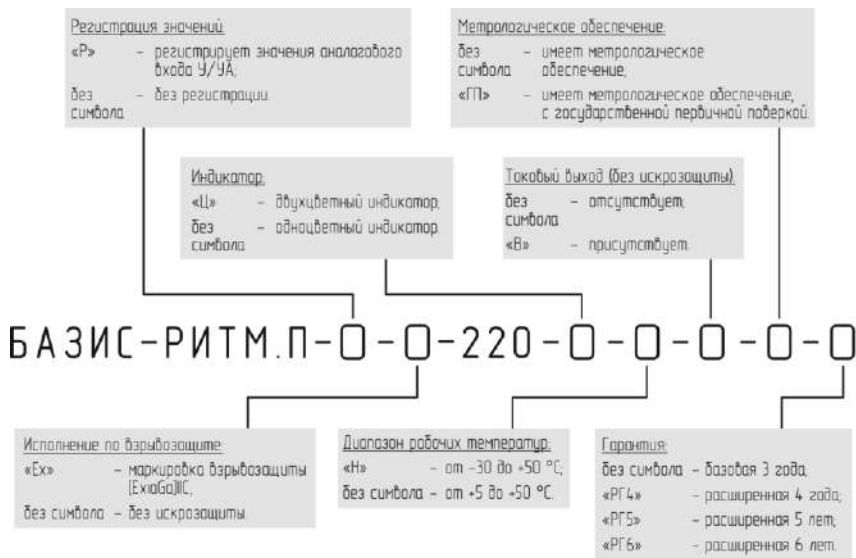 Регистрация значений:
«Р» – регистрирует значения аналогового
входа У/УА;
без – без регистрации.
символа
Метрологическое обеспечение:
без – имеет метрологическое
символа обеспечение;
«ГП» – имеет метрологическое обеспечение,
с государственной первичной поверкой.
Индикатор:
«Ц» – двухцветный индикатор;
без – одноцветный индикатор.
символа
Токовый выход (без искрозащиты):
без – отсутствует;
символа
«В» – присутствует.
БАЗИС-РИТМ.П-▯-▯-220-▯-▯-▯-▯-▯
Исполнение по взрывозащите:
«Ex» – маркировка взрывозащиты
[ExiaGa]IIC;
без символа – без искрозащиты.
Диапазон рабочих температур:
«Н» – от -30 до +50 °С;
без символа – от +5 до +50 °С.
Гарантия:
без символа – базовая 3 года;
«РГ4» – расширенная 4 года;
«РГ5» – расширенная 5 лет;
«РГ6» – расширенная 6 лет.